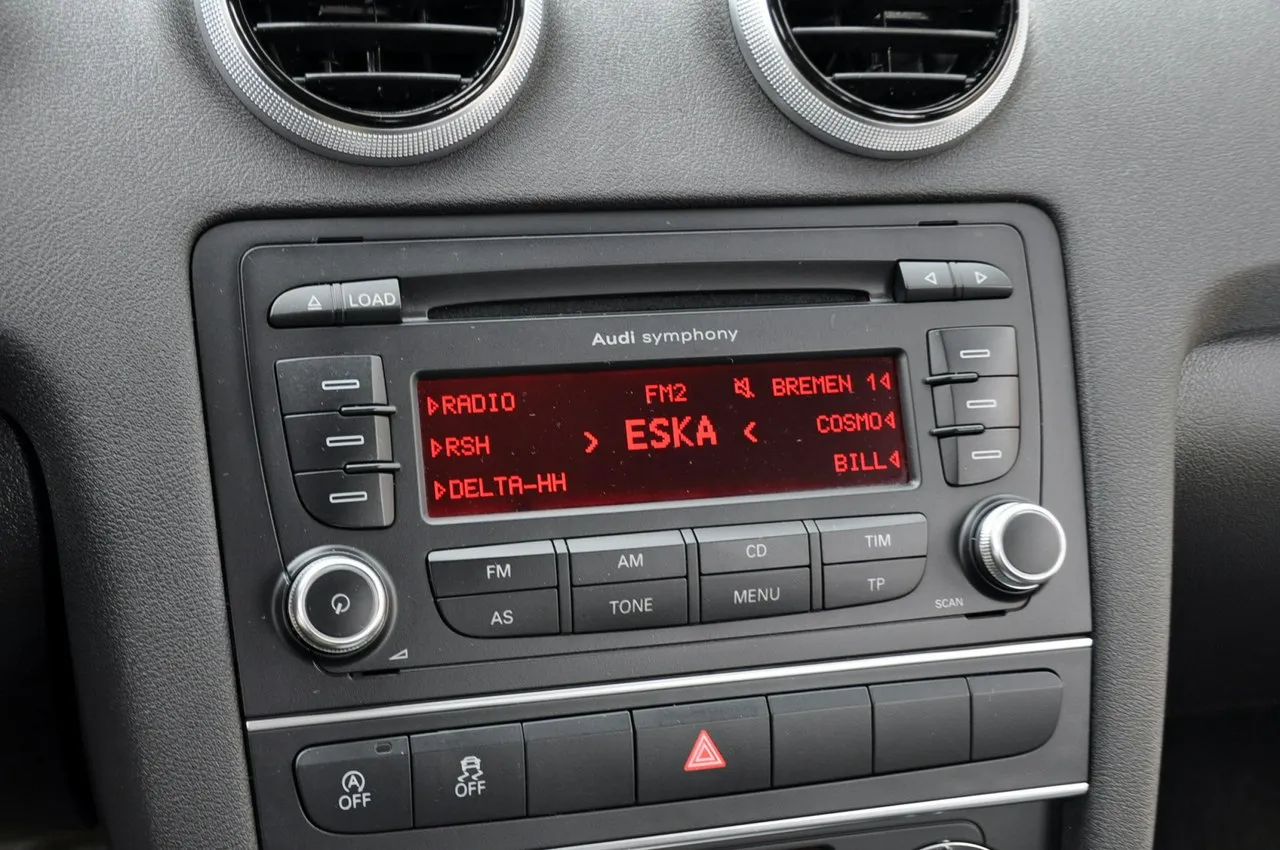 LOAD
Audi symphony
RADIO FM2 BREMEN 1
RSH > ESKA < COSMO
DELTA-HH BILL
FM AM CD TIM
AS TONE MENU TP
SCAN
A OFF OFF